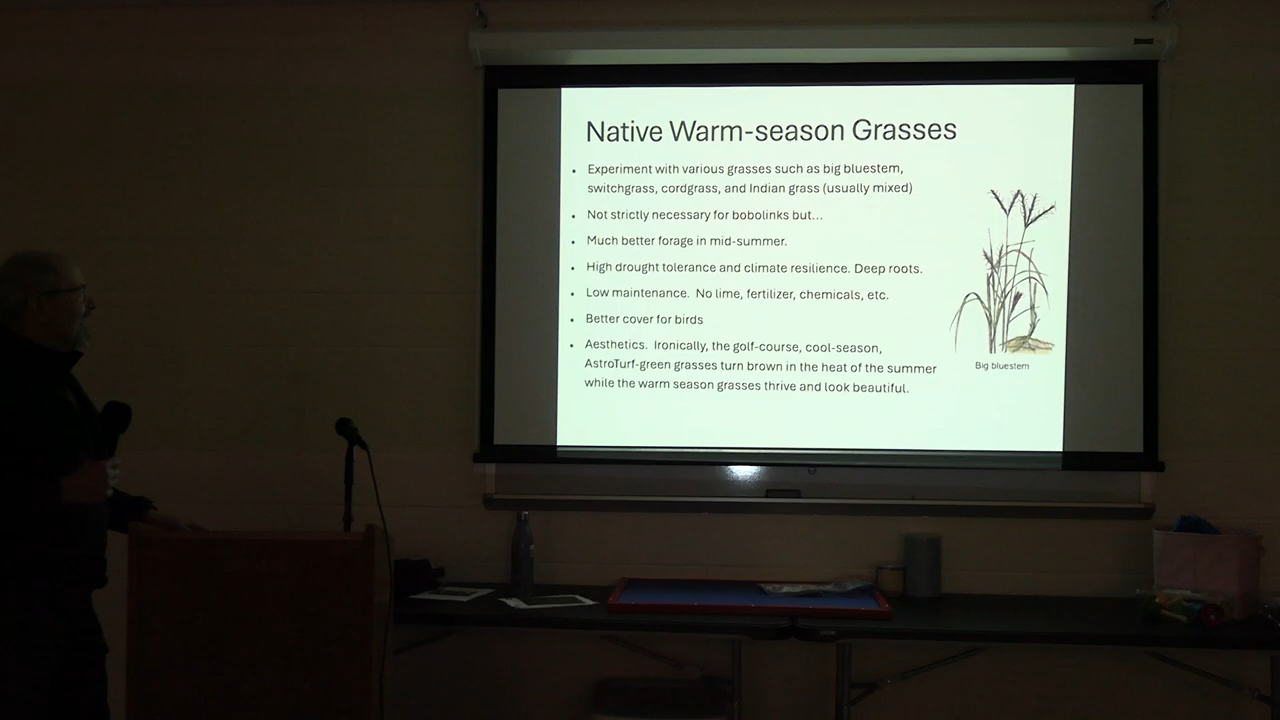 Native Warm-season Grasses
• Experiment with various grasses such as big bluestem,
switchgrass, cordgrass, and Indian grass (usually mixed)
• Not strictly necessary for bobolinks but...
• Much better forage in mid-summer.
• High drought tolerance and climate resilience. Deep roots.
• Low maintenance. No lime, fertilizer, chemicals, etc.
• Better cover for birds
• Aesthetics. Ironically, the golf-course, cool-season,
AstroTurf-green grasses turn brown in the heat of the summer
while the warm season grasses thrive and look beautiful.
Big bluestem